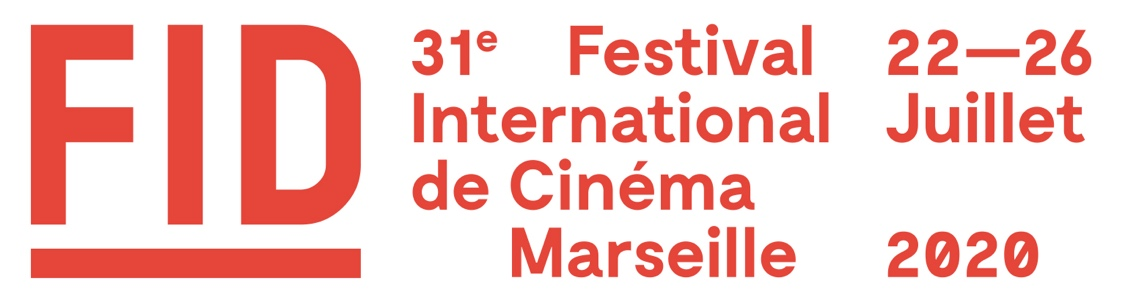 FID
31e Festival
International
de Cinéma
Marseille
22—26
Juillet
2020